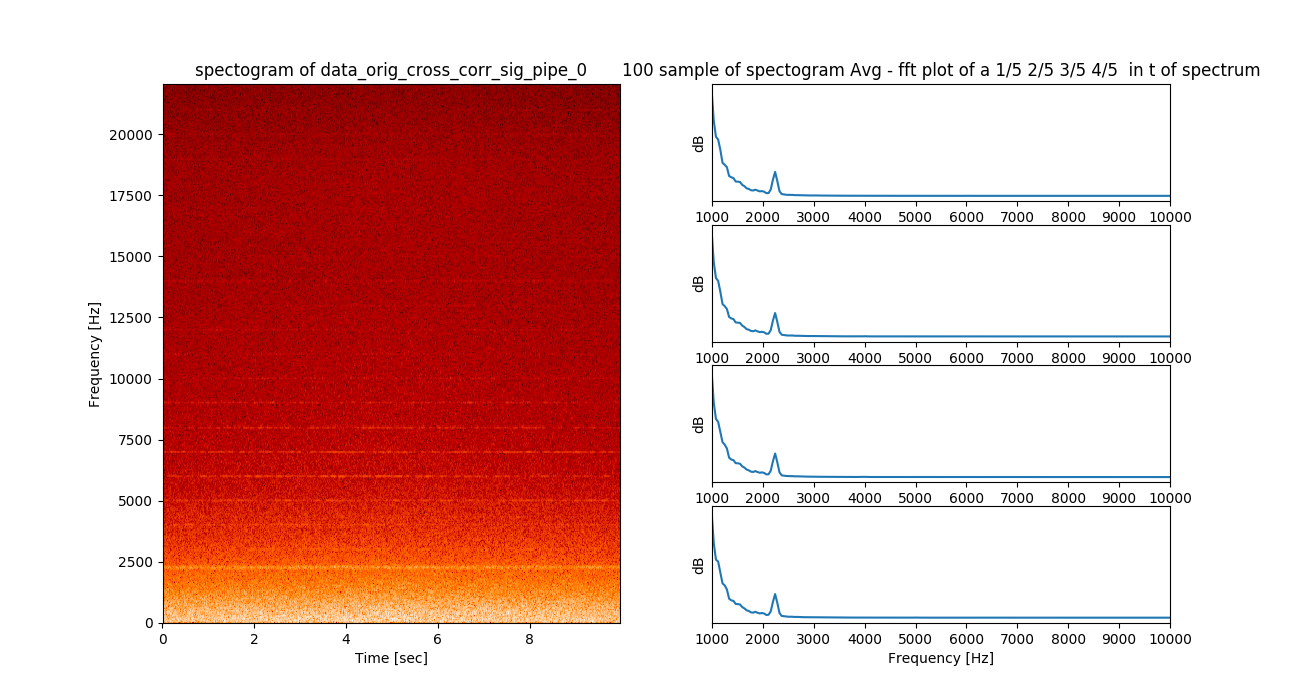 spectogram of data_orig_cross_corr_sig_pipe_0
100 sample of spectogram Avg - fft plot of a 1/5 2/5 3/5 4/5  in t of spectrum
Frequency [Hz]
20000
17500
15000
12500
10000
7500
5000
2500
0
0 2 4 6 8
Time [sec]
dB
1000 2000 3000 4000 5000 6000 7000 8000 9000 10000
dB
1000 2000 3000 4000 5000 6000 7000 8000 9000 10000
dB
1000 2000 3000 4000 5000 6000 7000 8000 9000 10000
dB
1000 2000 3000 4000 5000 6000 7000 8000 9000 10000
Frequency [Hz]